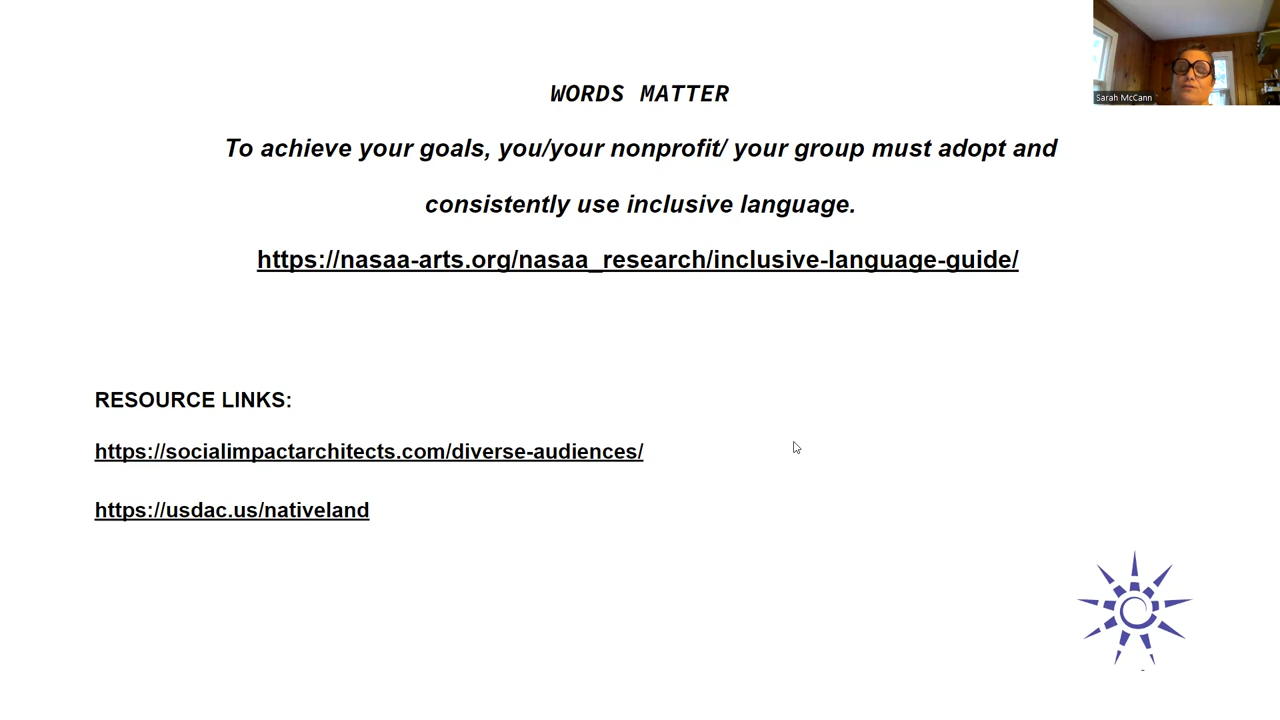 Sarah McCann
WORDS MATTER
To achieve your goals, you/your nonprofit/ your group must adopt and
consistently use inclusive language.
https://nasaa-arts.org/nasaa_research/inclusive-language-guide/
RESOURCE LINKS:
https://socialimpactarchitects.com/diverse-audiences/
https://usdac.us/nativeland